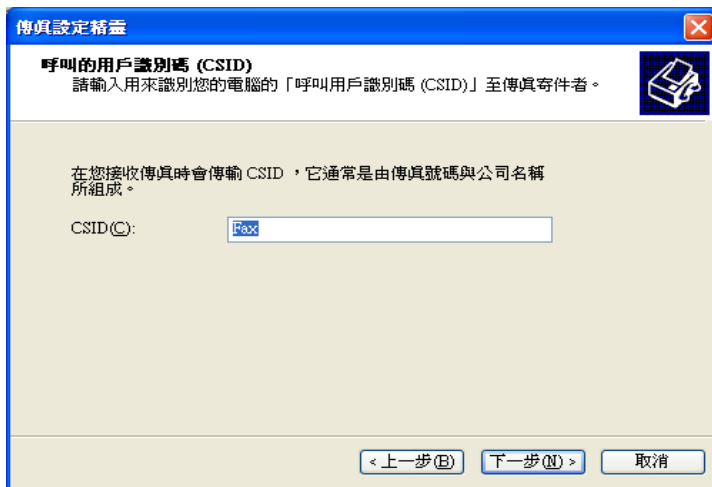 傳真設定精靈
呼叫的用戶識別碼 (CSID)
請輸入用來識別您的電腦的「呼叫用戶識別碼 (CSID)」至傳真寄件者。
在您接收傳真時會傳輸 CSID ，它通常是由傳真號碼與公司名稱
所組成。
CSID(C): Fax
< 上一步(B) 下一步(N) > 取消